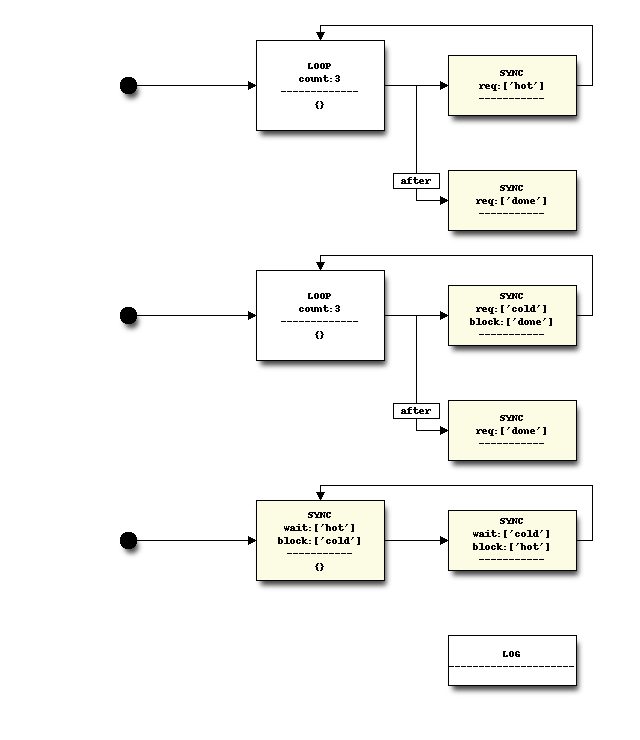 LOOP
count:3
-------------
{}
SYNC
req:['hot']
-----------
after
SYNC
req:['done']
-----------
LOOP
count:3
-------------
{}
SYNC
req:['cold']
block:['done']
-----------
after
SYNC
req:['done']
-----------
SYNC
wait:['hot']
block:['cold']
-----------
{}
SYNC
wait:['cold']
block:['hot']
-----------
LOG
---------------------